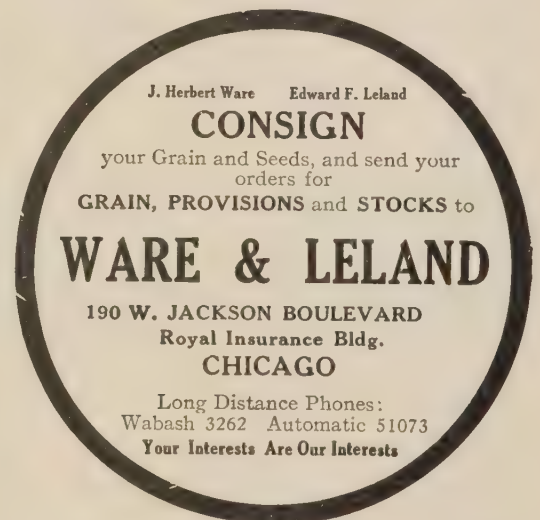 J. Herbert Ware Edward F. Leland
CONSIGN
your Grain and Seeds, and send your
orders for
GRAIN, PROVISIONS and STOCKS to
WARE & LELAND
190 W. JACKSON BOULEVARD
Royal Insurance Bldg.
CHICAGO
Long Distance Phones:
Wabash 3262 Automatic 51073
Your Interests Are Our Interests